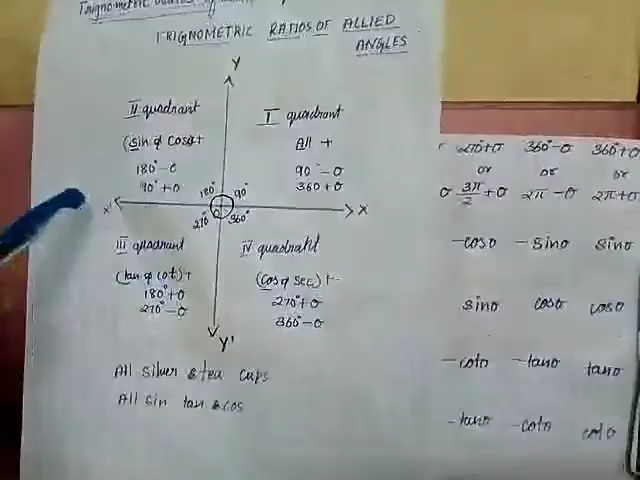 TRIGNOMETRIC RATIOS OF ALLIED
ANGLES
Y
II quadrant
(sin & cosec)+
180°-θ
90°+θ
I quadrant
All +
90°-θ
360+θ
180° 90°
X' X
270° 360°
III quadrant
(tan & cot)+
180°+θ
270°-θ
IV quadrant
(cos & sec)+
270°+θ
360°-θ
Y'
All silver & tea cups
All sin tan & cos
270+θ 360°-θ 360°+θ
or or or
3π/2+θ 2π-θ 2π+θ
-cosθ -sinθ sinθ
sinθ cosθ cosθ
-cotθ -tanθ tanθ
-tanθ -cotθ cotθ